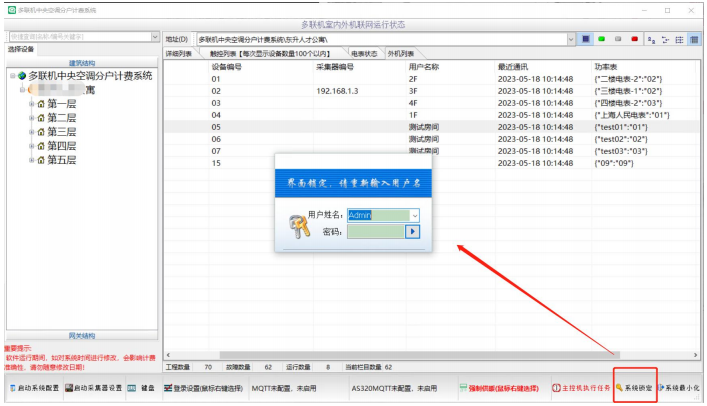 多联机中央空调分户计费系统
多联机室内外机联网运行状态
按键查询(名称/编号关键字)
地址(D) 多联机中央空调分户计费系统\东升人才公寓\
选择设备
详细列表 触控列表【每次显示设备数量100个以内】 电表状态 外机列表
建筑结构
多联机中央空调分户计费系统
寓
第一层
第二层
第三层
第四层
第五层
设备编号 采集器编号 用户名称 最近通讯 功率表
01 2F 2023-05-18 10:14:48 {"二楼电表-2":"02"}
02 192.168.1.3 3F 2023-05-18 10:14:48 {"三楼电表-1":"02"}
03 4F 2023-05-18 10:14:48 {"四楼电表-2":"03"}
04 1F 2023-05-18 10:14:48 {"上海人民电表":"01"}
05 测试房间 2023-05-18 10:14:48 {"test01":"01"}
06 测试房间 2023-05-18 10:14:48 {"test02":"02"}
07 测试房间 2023-05-18 10:14:48 {"test03":"03"}
15 2023-05-18 10:14:48 {"09":"09"}
界面锁定，请重新输入用户名
用户姓名: Admin
密码:
网关结构
重要提示:
软件运行期间，如对系统时间进行修改，会影响计费
准确性，请勿随意修改日期!
工程数量 70 故障数量 62 运行数量 8 当前栏目数量 62
启动系统配置 启动采集器设置 键盘 登录设置(鼠标右键选择) MQTT未配置，未启用 AS320MQTT未配置，未启用 强制供暖(鼠标右键选择) 主控机执行任务 系统锁定 系统最小化